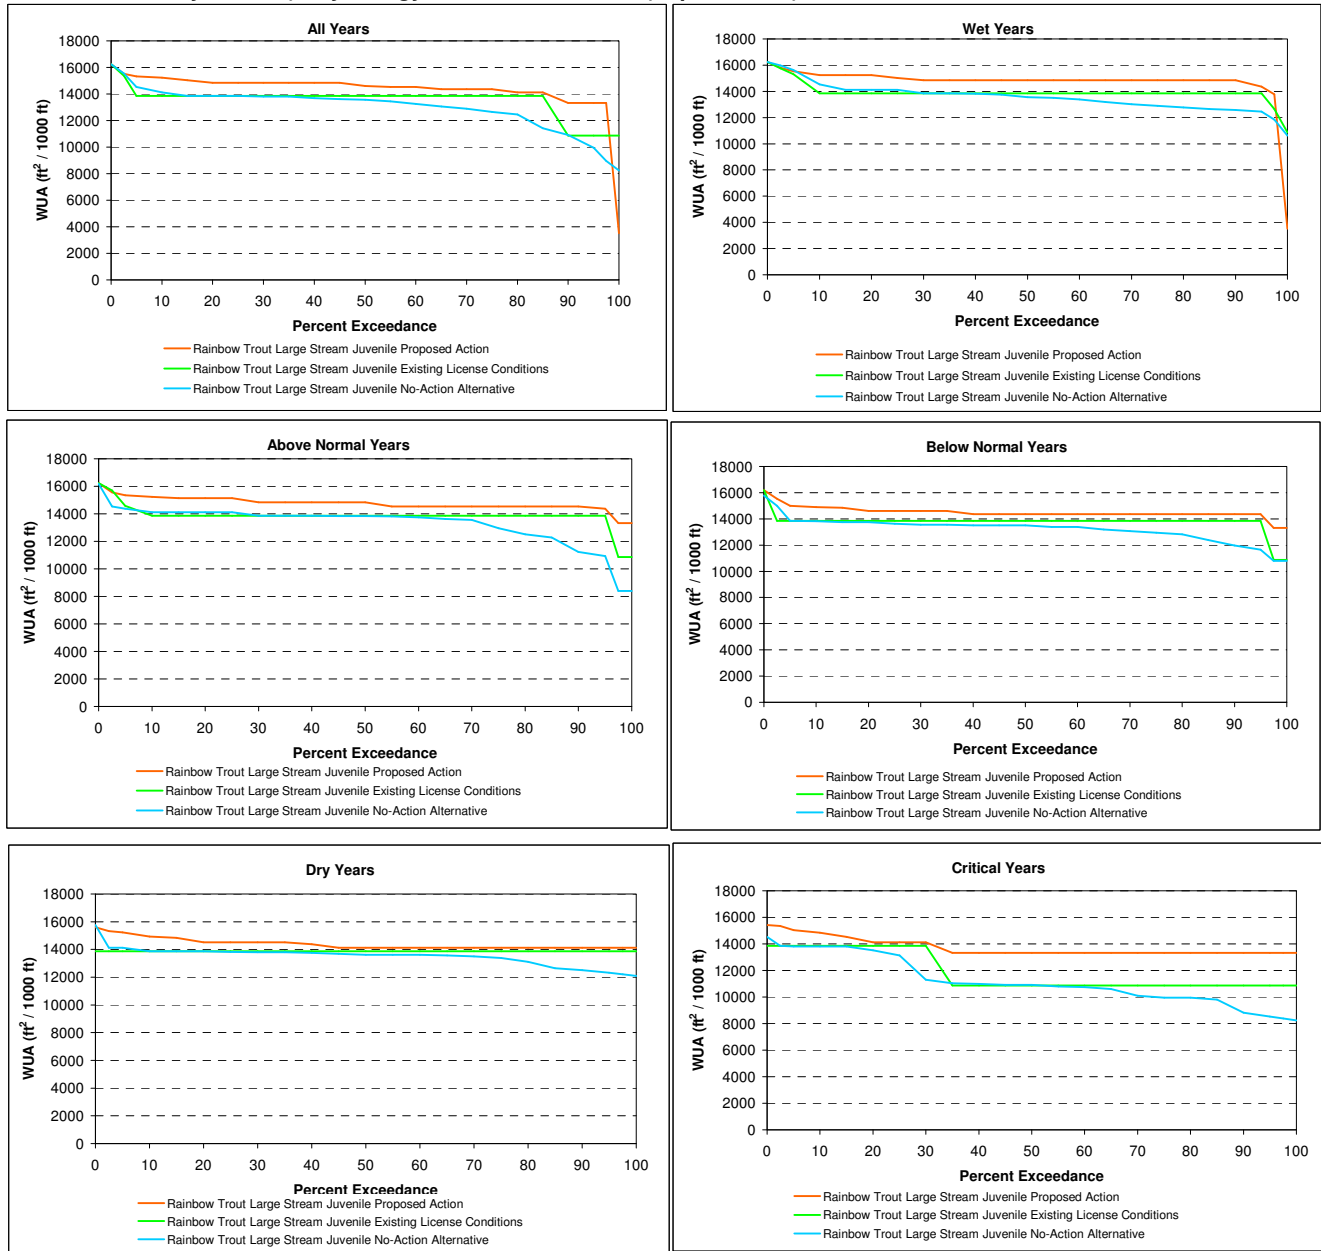 All Years
18000
16000
14000
12000
10000
8000
6000
4000
2000
0
WUA (ft² / 1000 ft)
0 10 20 30 40 50 60 70 80 90 100
Percent Exceedance
Rainbow Trout Large Stream Juvenile Proposed Action
Rainbow Trout Large Stream Juvenile Existing License Conditions
Rainbow Trout Large Stream Juvenile No-Action Alternative
Wet Years
18000
16000
14000
12000
10000
8000
6000
4000
2000
0
WUA (ft² / 1000 ft)
0 10 20 30 40 50 60 70 80 90 100
Percent Exceedance
Rainbow Trout Large Stream Juvenile Proposed Action
Rainbow Trout Large Stream Juvenile Existing License Conditions
Rainbow Trout Large Stream Juvenile No-Action Alternative
Above Normal Years
18000
16000
14000
12000
10000
8000
6000
4000
2000
0
WUA (ft² / 1000 ft)
0 10 20 30 40 50 60 70 80 90 100
Percent Exceedance
Rainbow Trout Large Stream Juvenile Proposed Action
Rainbow Trout Large Stream Juvenile Existing License Conditions
Rainbow Trout Large Stream Juvenile No-Action Alternative
Below Normal Years
18000
16000
14000
12000
10000
8000
6000
4000
2000
0
WUA (ft² / 1000 ft)
0 10 20 30 40 50 60 70 80 90 100
Percent Exceedance
Rainbow Trout Large Stream Juvenile Proposed Action
Rainbow Trout Large Stream Juvenile Existing License Conditions
Rainbow Trout Large Stream Juvenile No-Action Alternative
Dry Years
18000
16000
14000
12000
10000
8000
6000
4000
2000
0
WUA (ft² / 1000 ft)
0 10 20 30 40 50 60 70 80 90 100
Percent Exceedance
Rainbow Trout Large Stream Juvenile Proposed Action
Rainbow Trout Large Stream Juvenile Existing License Conditions
Rainbow Trout Large Stream Juvenile No-Action Alternative
Critical Years
18000
16000
14000
12000
10000
8000
6000
4000
2000
0
WUA (ft² / 1000 ft)
0 10 20 30 40 50 60 70 80 90 100
Percent Exceedance
Rainbow Trout Large Stream Juvenile Proposed Action
Rainbow Trout Large Stream Juvenile Existing License Conditions
Rainbow Trout Large Stream Juvenile No-Action Alternative